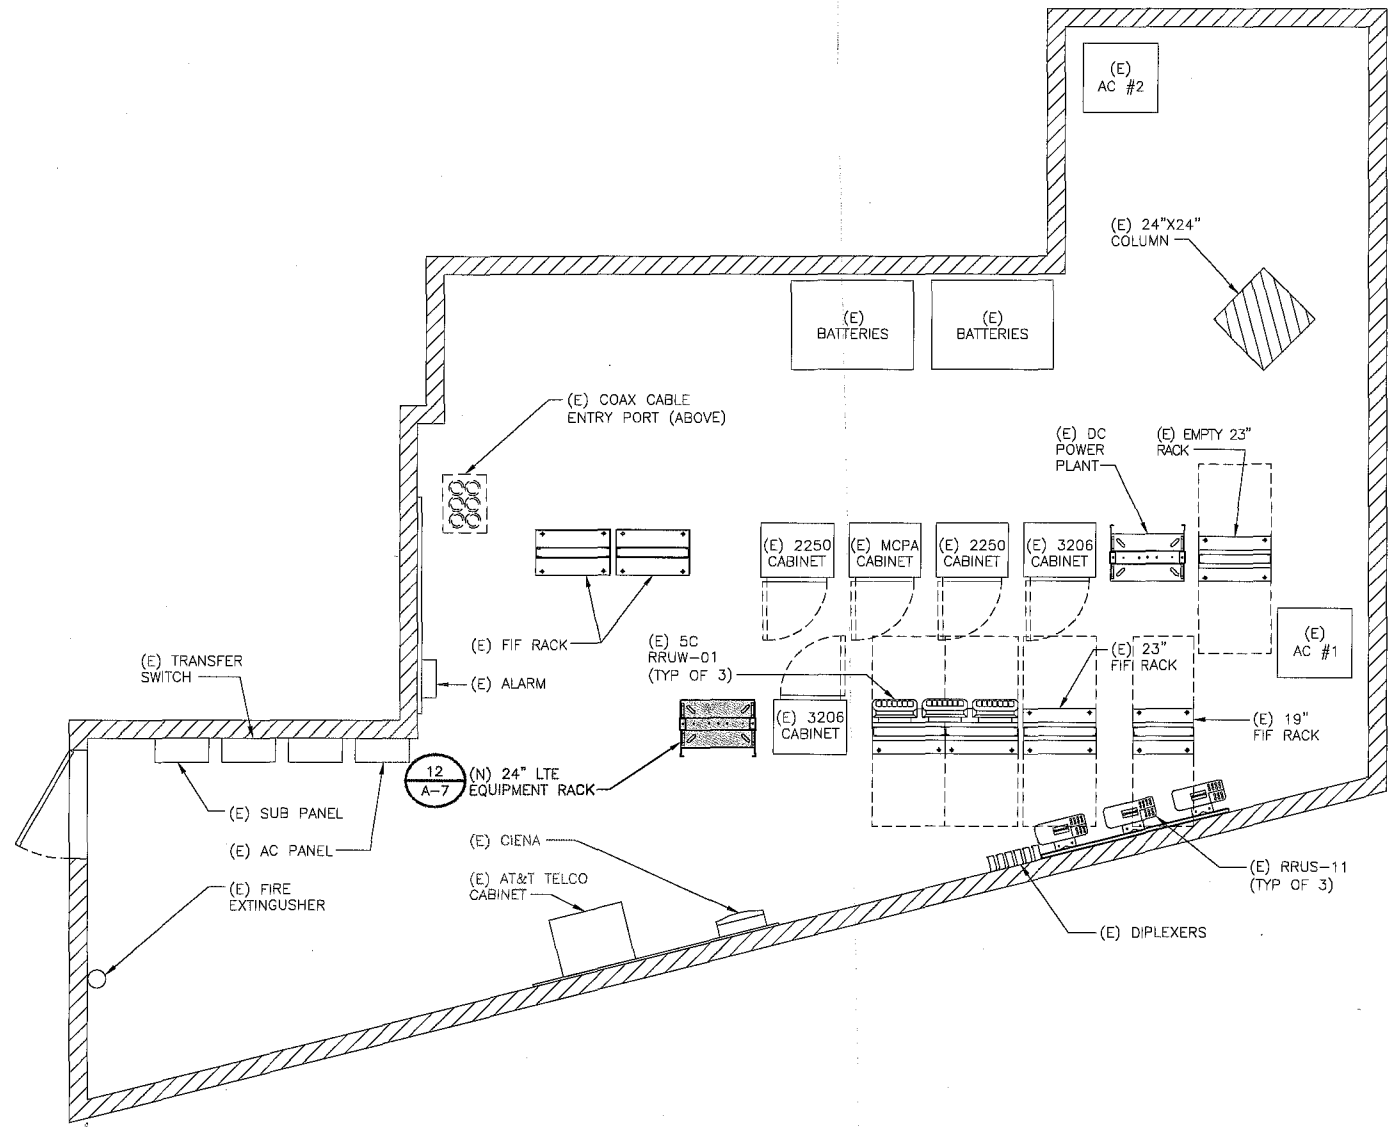 (E)
AC #2
(E) 24"X24"
COLUMN
(E)
BATTERIES
(E)
BATTERIES
(E) COAX CABLE
ENTRY PORT (ABOVE)
(E) DC
POWER
PLANT
(E) EMPTY 23"
RACK
(E) 2250
CABINET
(E) MCPA
CABINET
(E) 2250
CABINET
(E) 3206
CABINET
(E) FIF RACK
(E) 5C
RRUW-01
(TYP OF 3)
(E) 23"
FIF RACK
(E)
AC #1
(E) TRANSFER
SWITCH
(E) ALARM
(E) 3206
CABINET
(E) 19"
FIF RACK
12
A-7
(N) 24" LTE
EQUIPMENT RACK
(E) SUB PANEL
(E) AC PANEL
(E) CIENA
(E) FIRE
EXTINGUSHER
(E) AT&T TELCO
CABINET
(E) RRUS-11
(TYP OF 3)
(E) DIPLEXERS